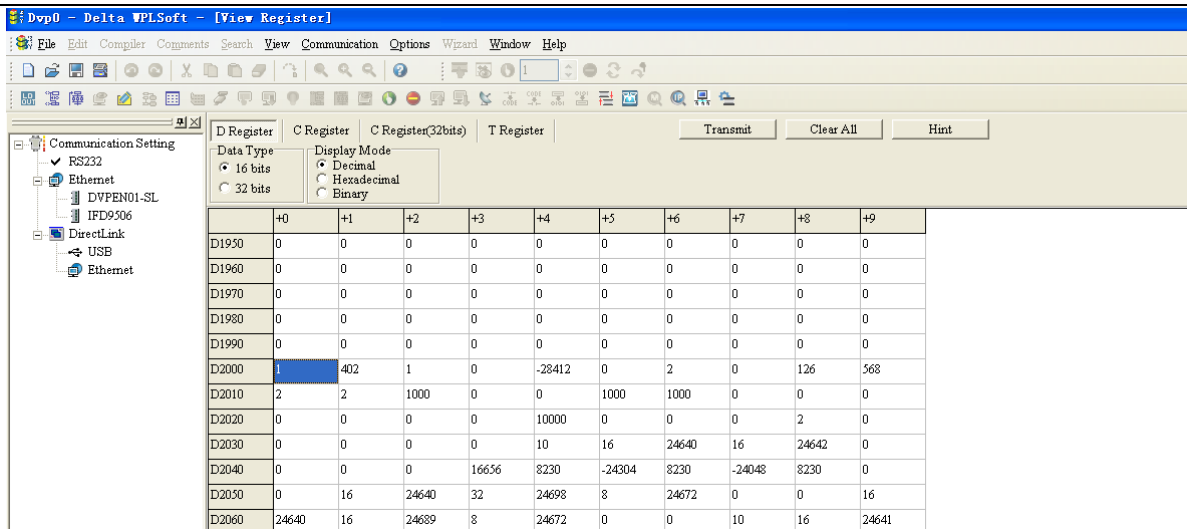 Dvp0 - Delta WPLSoft - [View Register]
File Edit Compiler Comments Search View Communication Options Wizard Window Help
1
CODE CODE
Communication Setting
RS232
Ethernet
DVPEN01-SL
IFD9506
DirectLink
USB
Ethernet
D Register C Register C Register(32bits) T Register Transmit Clear All Hint
Data Type Display Mode
16 bits Decimal
Hexadecimal
32 bits
Binary
+0 +1 +2 +3 +4 +5 +6 +7 +8 +9
D1950 0 0 0 0 0 0 0 0 0 0
D1960 0 0 0 0 0 0 0 0 0 0
D1970 0 0 0 0 0 0 0 0 0 0
D1980 0 0 0 0 0 0 0 0 0 0
D1990 0 0 0 0 0 0 0 0 0 0
D2000 1 402 1 0 -28412 0 2 0 126 568
D2010 2 2 1000 0 0 1000 1000 0 0 0
D2020 0 0 0 0 10000 0 0 0 2 0
D2030 0 0 0 0 10 16 24640 16 24642 0
D2040 0 0 0 16656 8230 -24304 8230 -24048 8230 0
D2050 0 16 24640 32 24698 8 24672 0 0 16
D2060 24640 16 24689 8 24672 0 0 10 16 24641